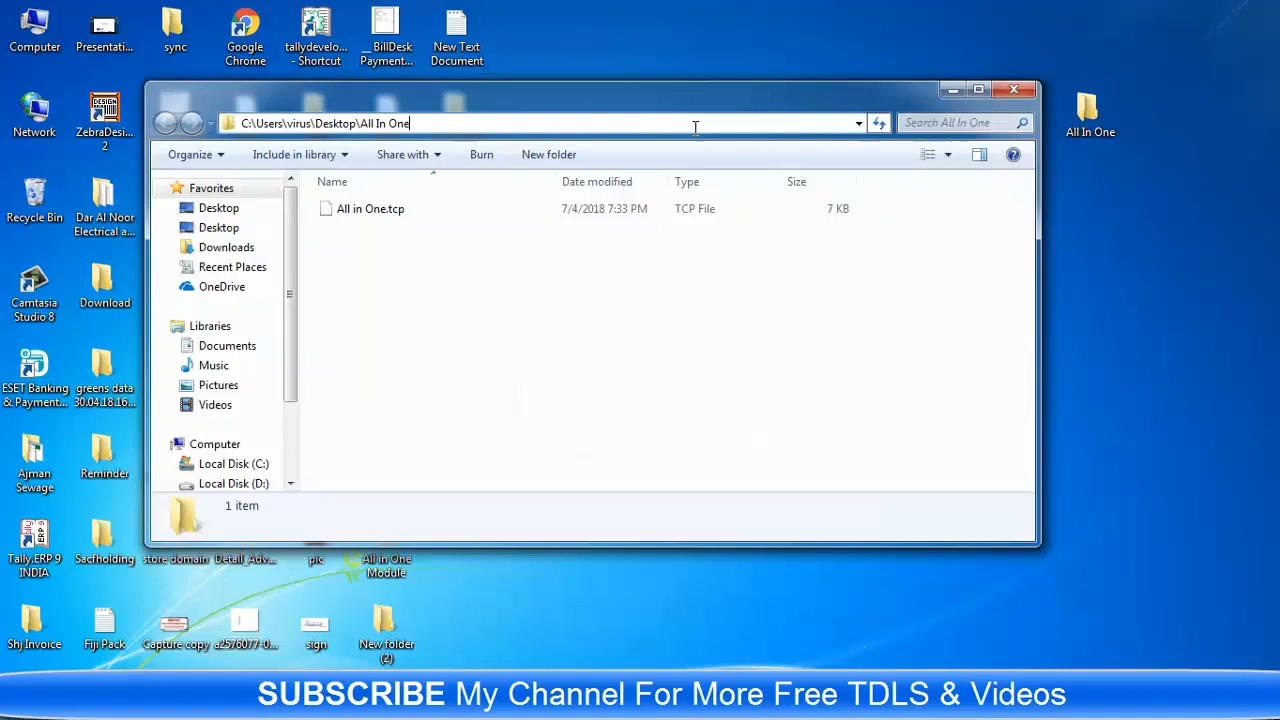 Computer
Presentati...
sync
Google
Chrome
tallydevelo...
- Shortcut
__BillDesk
Payment...
New Text
Document
Network
ZebraDesi...
2
All In One
C:\Users\virus\Desktop\All In One
Search All In One
Organize
Include in library
Share with
Burn
New folder
Favorites
Desktop
Desktop
Downloads
Recent Places
OneDrive
Libraries
Documents
Music
Pictures
Videos
Computer
Local Disk (C:)
Local Disk (D:)
Name
Date modified
Type
Size
All in One.tcp
7/4/2018 7:33 PM
TCP File
7 KB
1 item
Recycle Bin
Dar Al Noor
Electrical a...
Camtasia
Studio 8
Download
ESET Banking
& Payment...
greens data
30.04.18.16...
Ajman
Sewage
Reminder
Tally.ERP 9
INDIA
Sacfholding
store domain
Detail_Adv...
pic
All in One
Module
Shj Invoice
Fiji Pack
Capture copy
a2576077-0...
sign
New folder
(2)
SUBSCRIBE My Channel For More Free TDLS & Videos